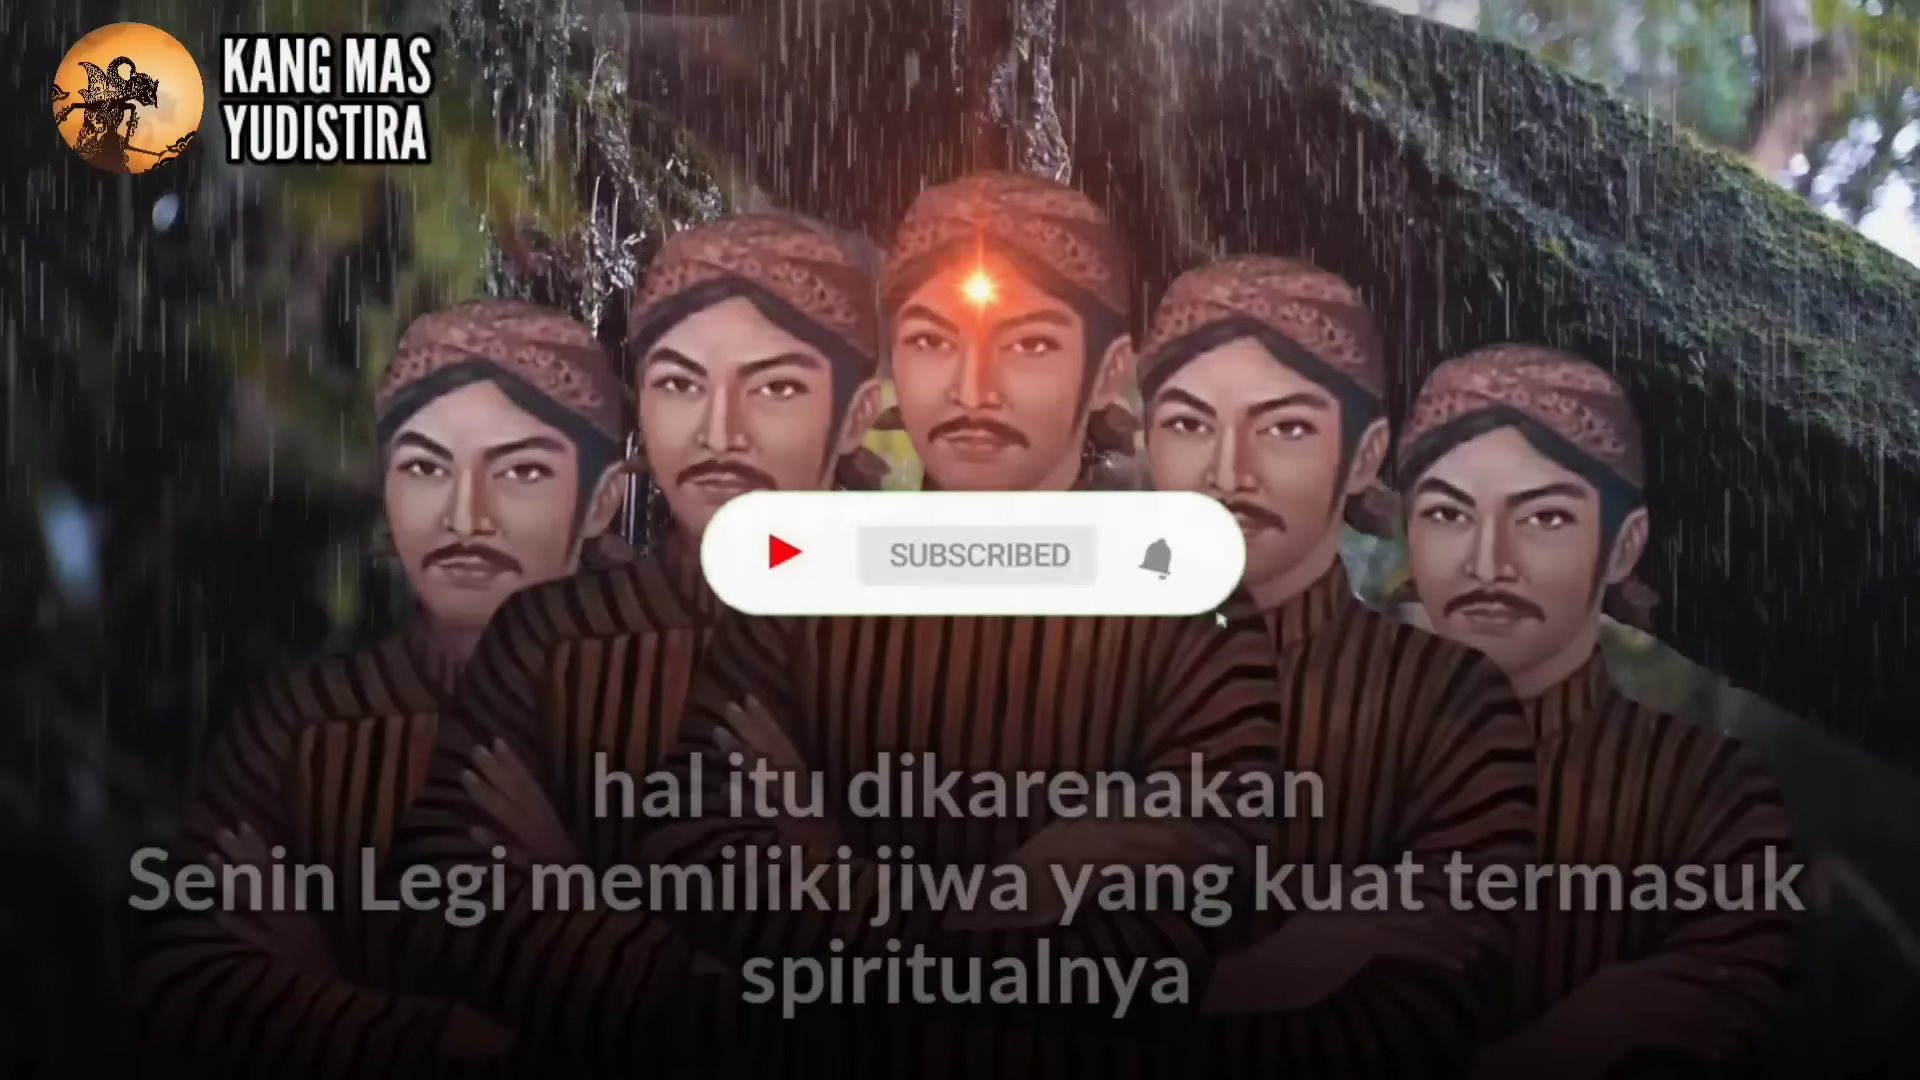 KANG MAS
YUDISTIRA
SUBSCRIBED
hal itu dikarenakan
Senin Legi memiliki jiwa yang kuat termasuk
spiritualnya